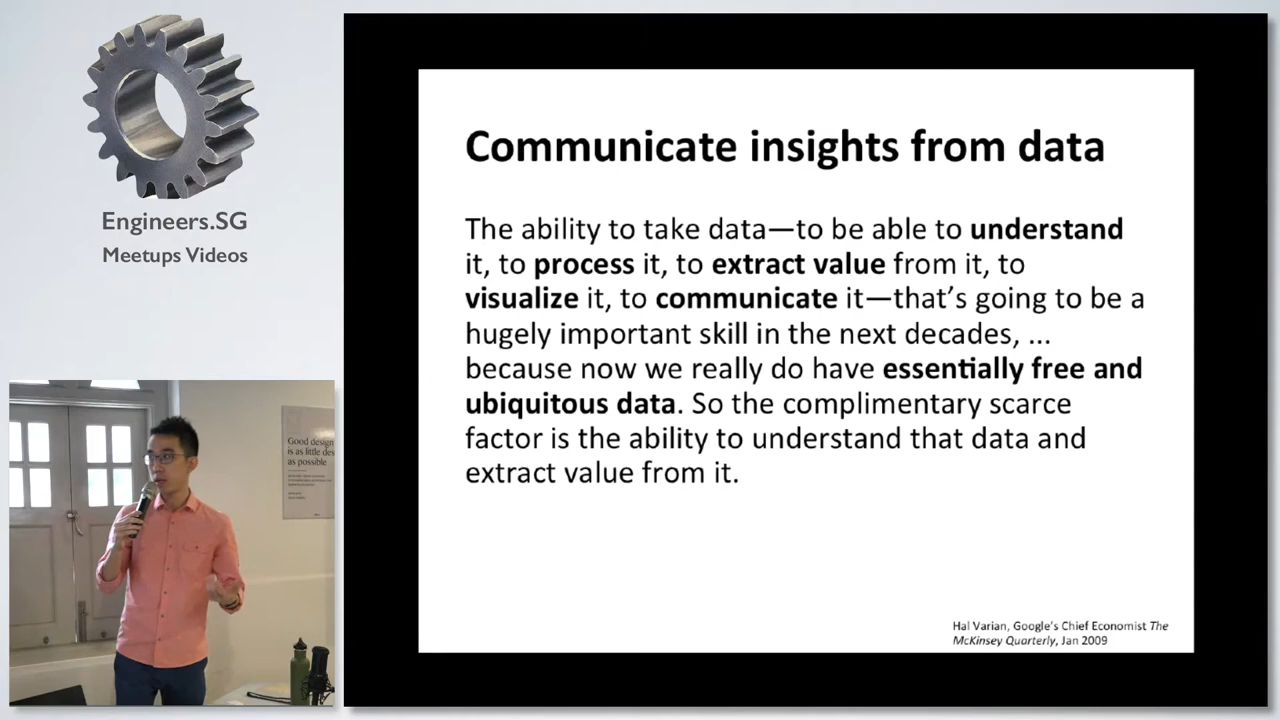 Engineers.SG
Meetups Videos
Communicate insights from data
The ability to take data—to be able to understand
it, to process it, to extract value from it, to
visualize it, to communicate it—that's going to be a
hugely important skill in the next decades, ...
because now we really do have essentially free and
ubiquitous data. So the complimentary scarce
factor is the ability to understand that data and
extract value from it.
Hal Varian, Google's Chief Economist The
McKinsey Quarterly, Jan 2009
Good design
is as little des
as possible